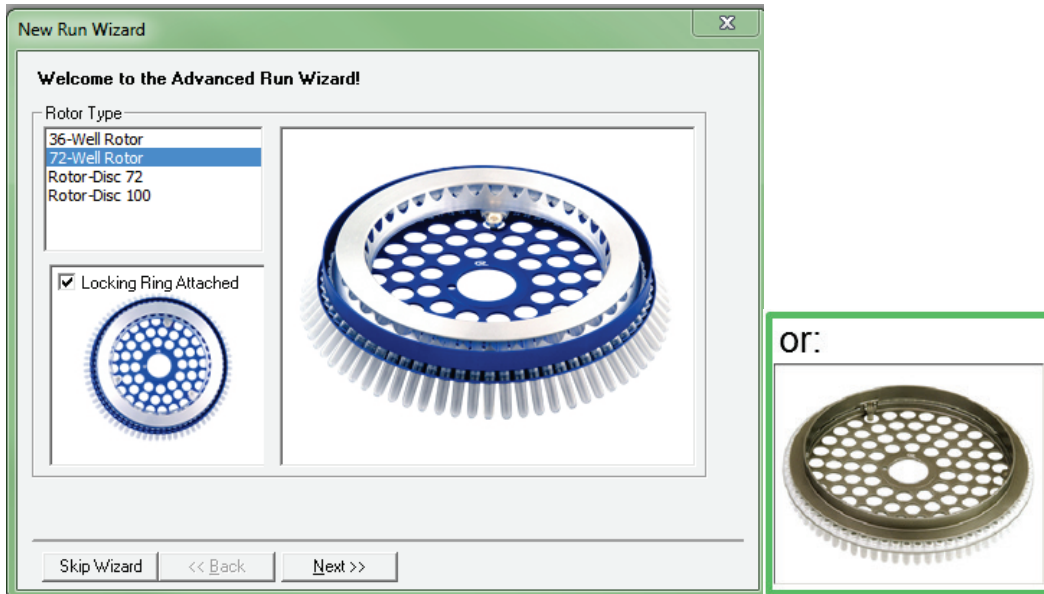 New Run Wizard
Welcome to the Advanced Run Wizard!
Rotor Type
36-Well Rotor
72-Well Rotor
Rotor-Disc 72
Rotor-Disc 100
Locking Ring Attached
or:
Skip Wizard
<< Back
Next >>